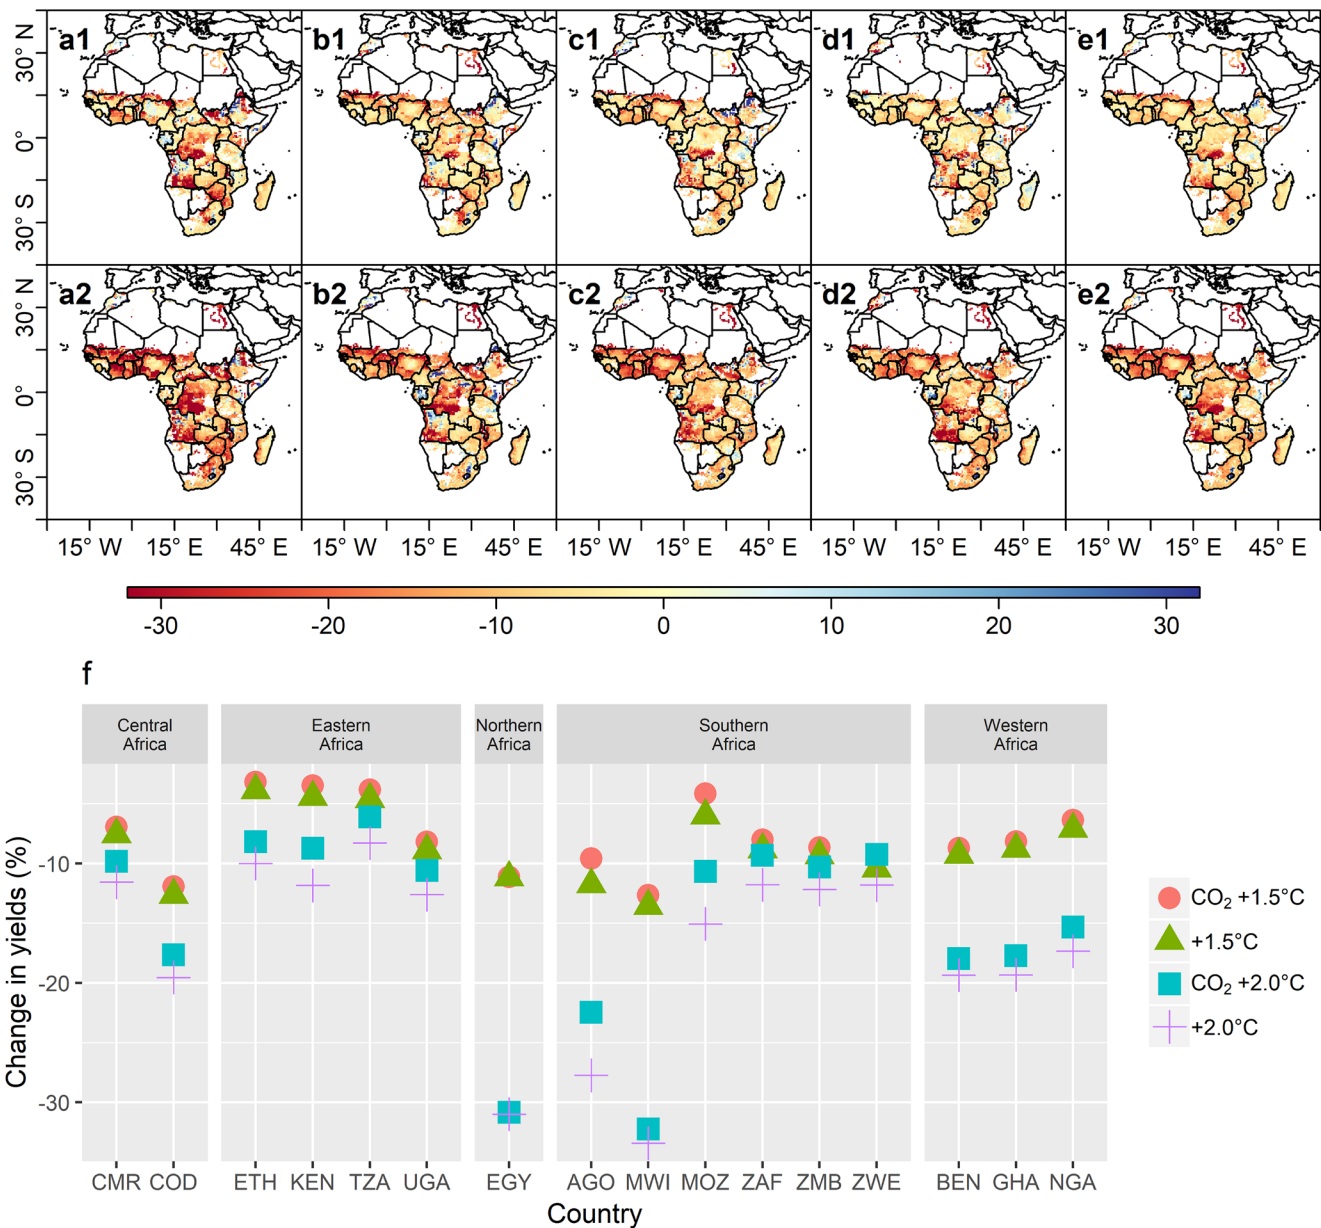 a1 b1 c1 d1 e1
30° N
0°
30° S
a2 b2 c2 d2 e2
30° N
0°
30° S
15° W 15° E 45° E 15° W 15° E 45° E 15° W 15° E 45° E 15° W 15° E 45° E 15° W 15° E 45° E
-30 -20 -10 0 10 20 30
f
Central
Africa
Eastern
Africa
Northern
Africa
Southern
Africa
Western
Africa
Change in yields (%)
-10
-20
-30
CMR COD ETH KEN TZA UGA EGY AGO MWI MOZ ZAF ZMB ZWE BEN GHA NGA
Country
CO₂ +1.5°C
+1.5°C
CO₂ +2.0°C
+2.0°C